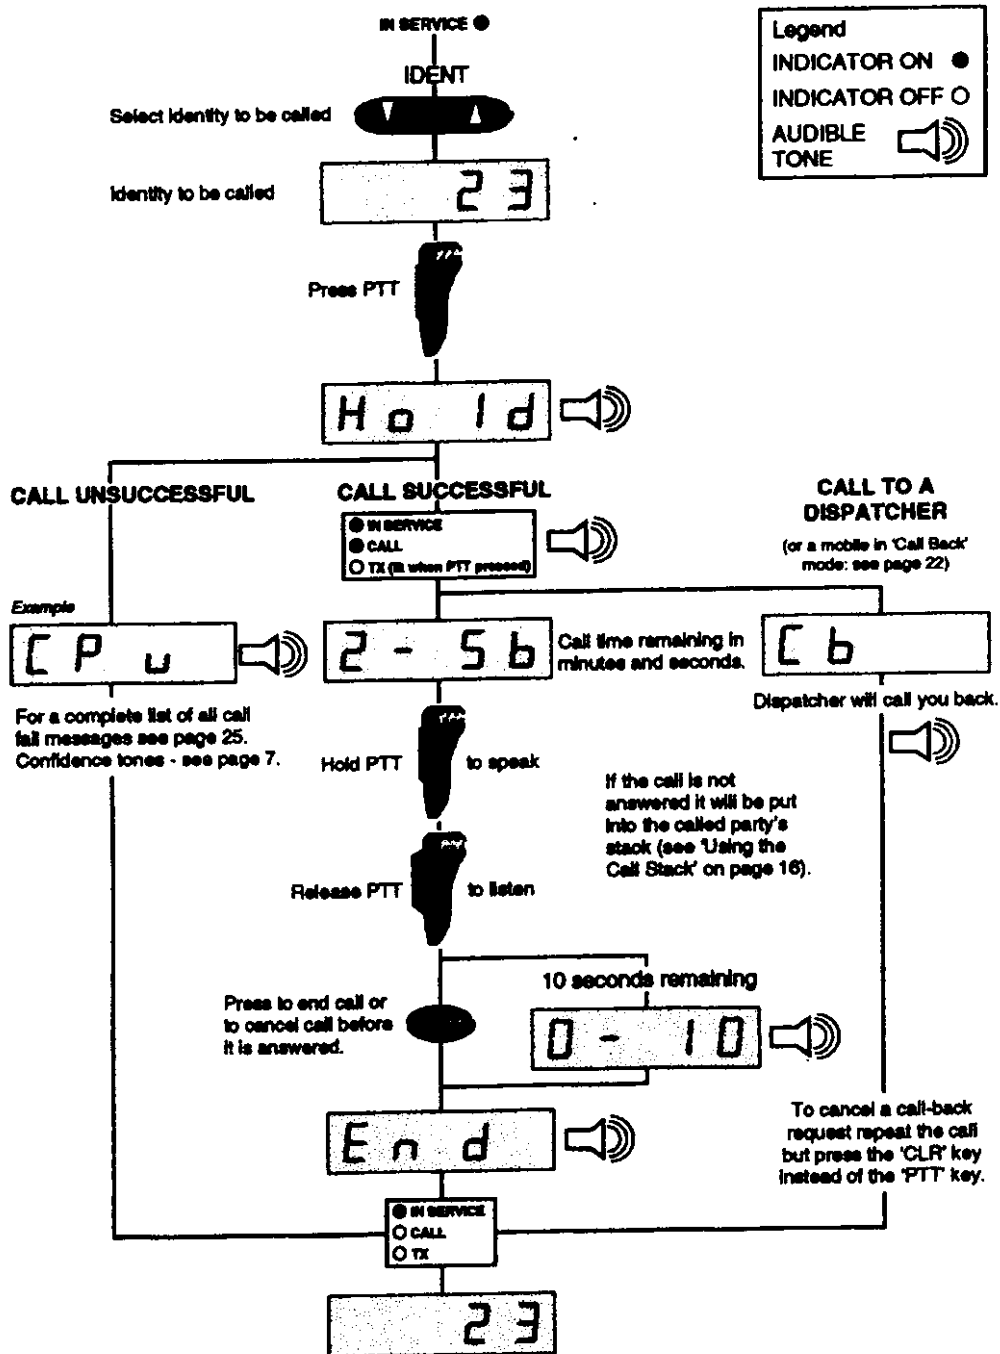 IN SERVICE
Legend
INDICATOR ON
INDICATOR OFF
AUDIBLE
TONE
IDENT
Select identity to be called
Identity to be called
23
Press PTT
Hold
CALL UNSUCCESSFUL
CALL SUCCESSFUL
CALL TO A
DISPATCHER
(or a mobile in 'Call Back'
mode: see page 22)
IN SERVICE
CALL
TX (lit when PTT pressed)
Example
CP u
2 - 56
Call time remaining in
minutes and seconds.
Cb
For a complete list of all call
fail messages see page 25.
Confidence tones - see page 7.
Dispatcher will call you back.
Hold PTT
to speak
If the call is not
answered it will be put
into the called party's
stack (see 'Using the
Call Stack' on page 16).
Release PTT
to listen
10 seconds remaining
Press to end call or
to cancel call before
it is answered.
0 - 10
End
To cancel a call-back
request repeat the call
but press the 'CLR' key
instead of the 'PTT' key.
IN SERVICE
CALL
TX
23